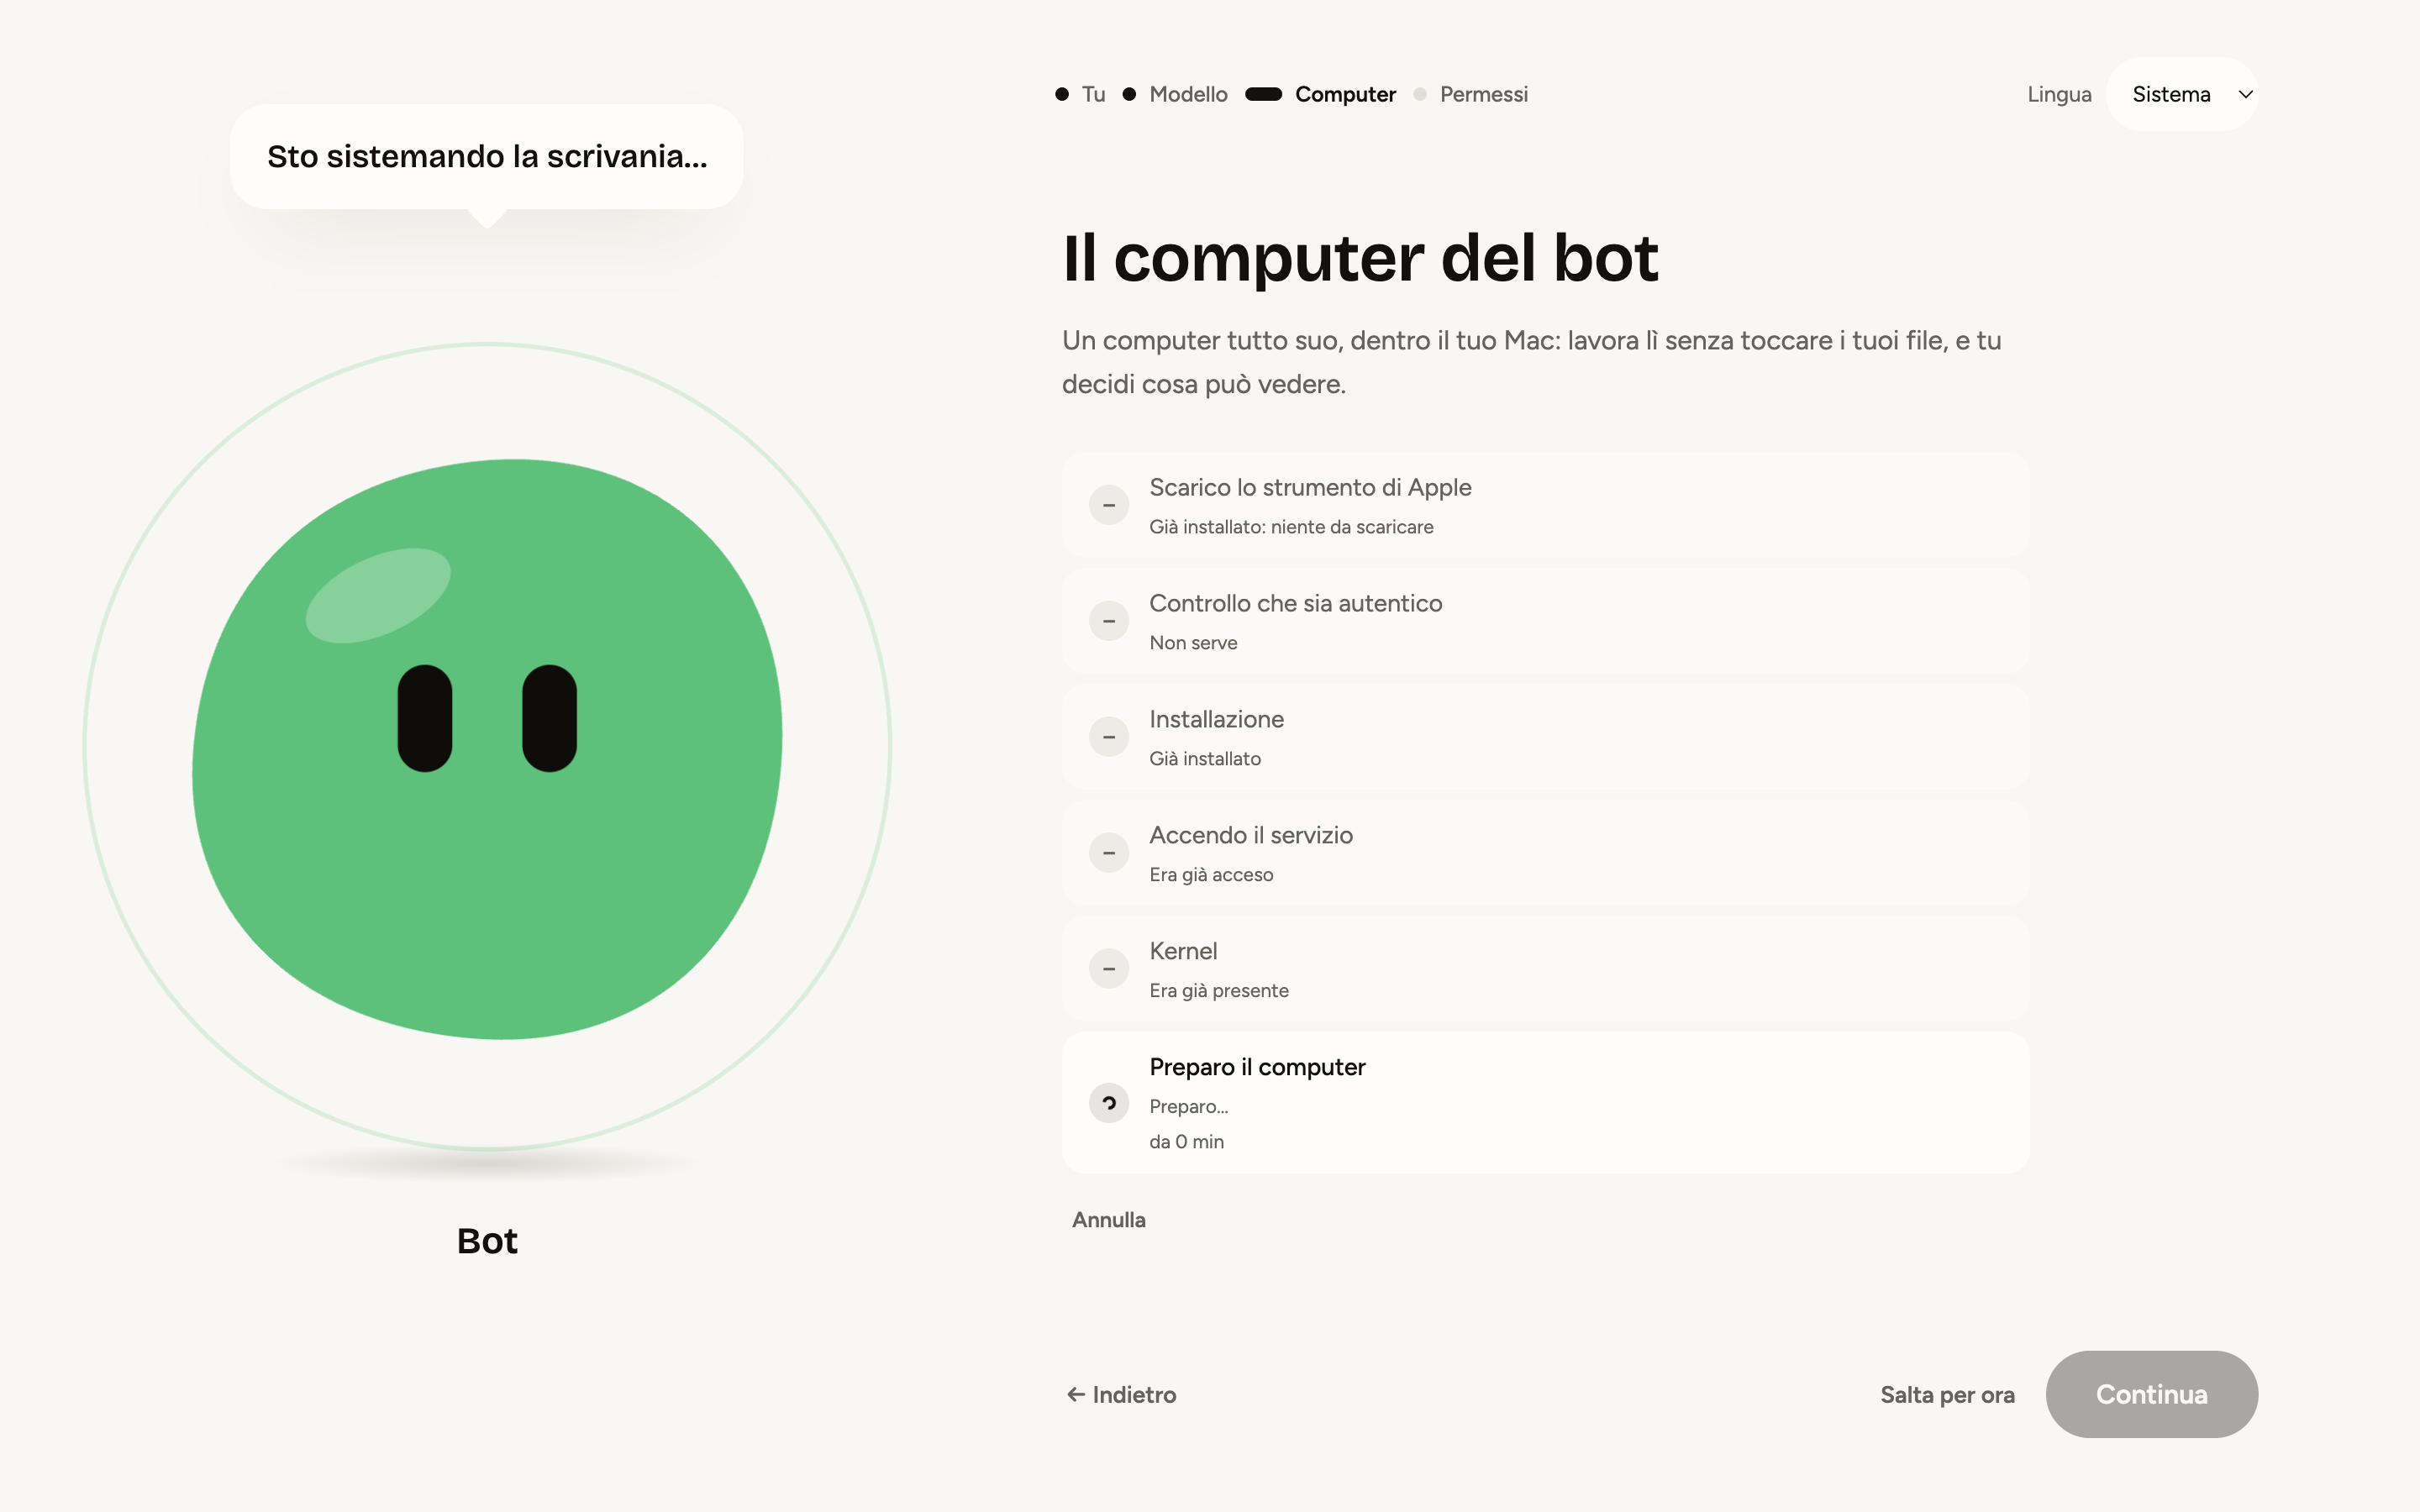 Sto sistemando la scrivania...
Bot
Tu
Modello
Computer
Permessi
Lingua
Sistema
Il computer del bot
Un computer tutto suo, dentro il tuo Mac: lavora lì senza toccare i tuoi file, e tu
decidi cosa può vedere.
Scarico lo strumento di Apple
Già installato: niente da scaricare
Controllo che sia autentico
Non serve
Installazione
Già installato
Accendo il servizio
Era già acceso
Kernel
Era già presente
Preparo il computer
Preparo...
da 0 min
Annulla
← Indietro
Salta per ora
Continua